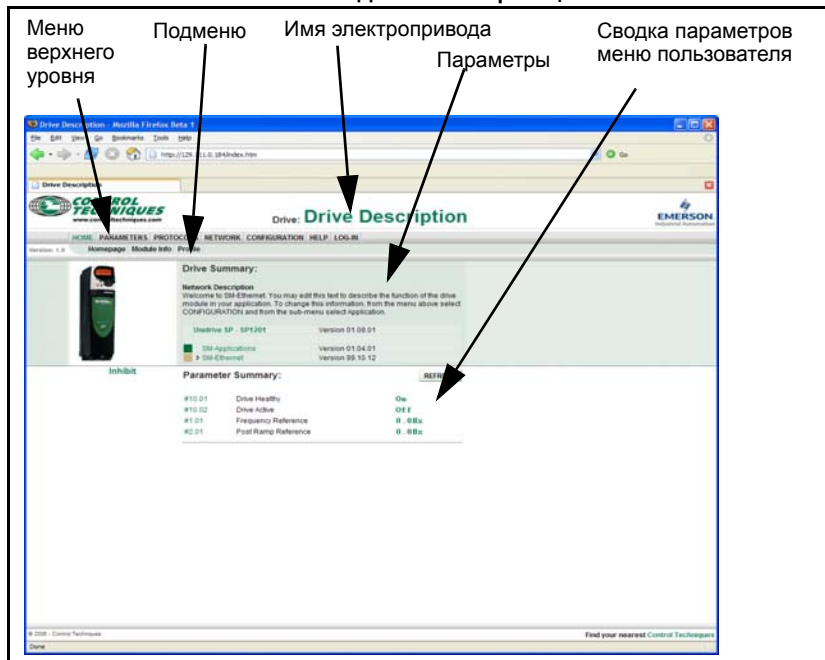 Меню
верхнего
уровня
Подменю
Имя электропривода
Параметры
Сводка параметров
меню пользователя
Drive Description - Mozilla Firefox Beta 1
File Edit View Go Bookmarks Tools Help
Go
Drive Description
CONTROL
TECHNIQUES
Drive: Drive Description
EMERSON
Industrial Automation
HOME PARAMETERS NETWORK CONFIGURATION HELP LOG-IN
Version: 1.0 Homepage Module Info Profile
Drive Summary:
Network Description
Welcome to SM-Ethernet. You may edit this text to describe the function of the drive
module in your application. To change this information, from the menu above select
CONFIGURATION and from the sub-menu select Application.
Unidrive SP - SP1201 Version 01.08.01
SM-Applications Version 01.04.01
> SM-Ethernet Version 99.10.12
Inhibit
Parameter Summary:
#10.01 Drive Healthy On
#10.02 Drive Active Off
#1.01 Frequency Reference 0.0Hz
#2.01 Post Ramp Reference 0.0Hz
Control Techniques
Find your nearest Control Techniques
Done